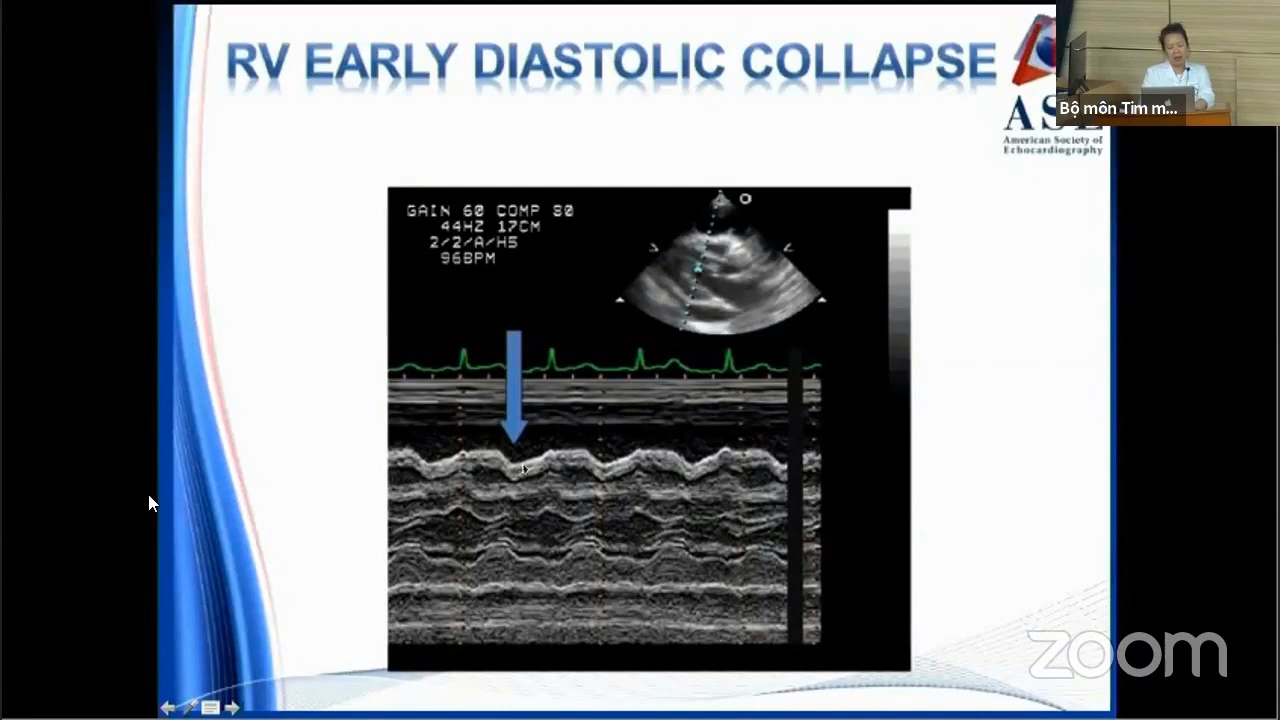 RV EARLY DIASTOLIC COLLAPSE
Bộ môn Tim m...
American Society of
Echocardiography
GAIN 60 COMP 80
44HZ 17CM
2/2/A/H5
96BPM
zoom